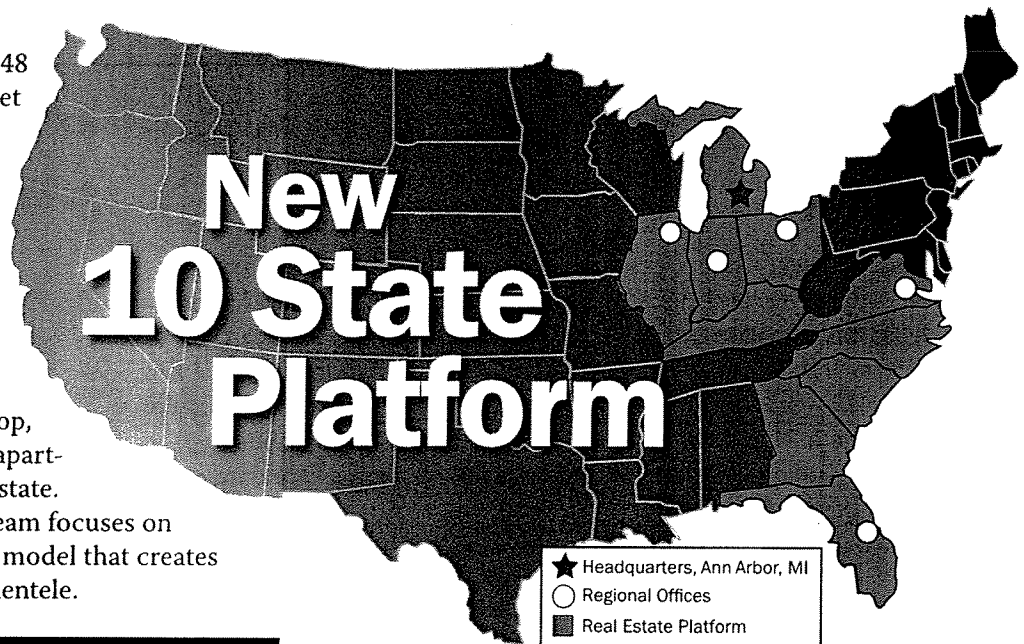 48
et
New
10 State
Platform
op,
apart-
state.
eam focuses on
model that creates
entele.
Headquarters, Ann Arbor, MI
Regional Offices
Real Estate Platform